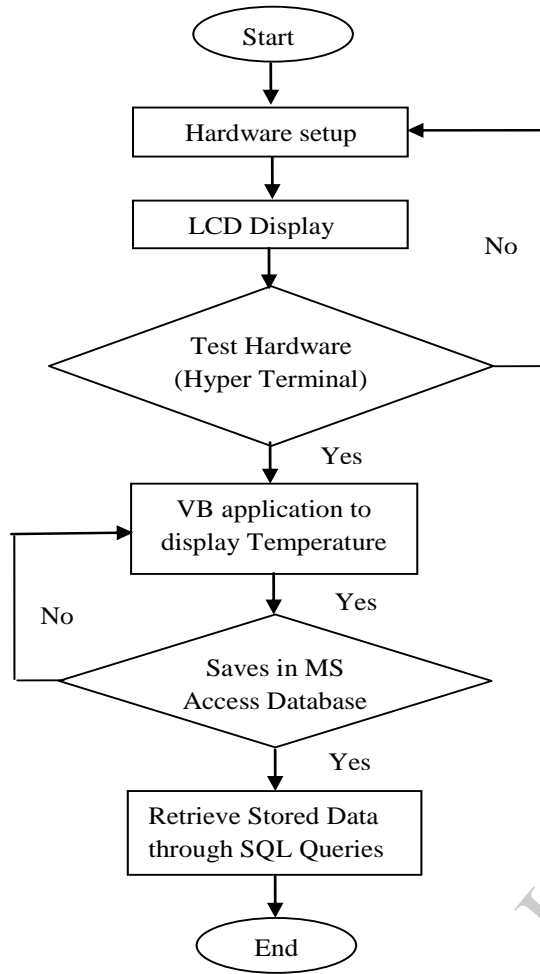 Start
Hardware setup
LCD Display
No
Test Hardware
(Hyper Terminal)
Yes
VB application to
display Temperature
Yes
No
Saves in MS
Access Database
Yes
Retrieve Stored Data
through SQL Queries
End